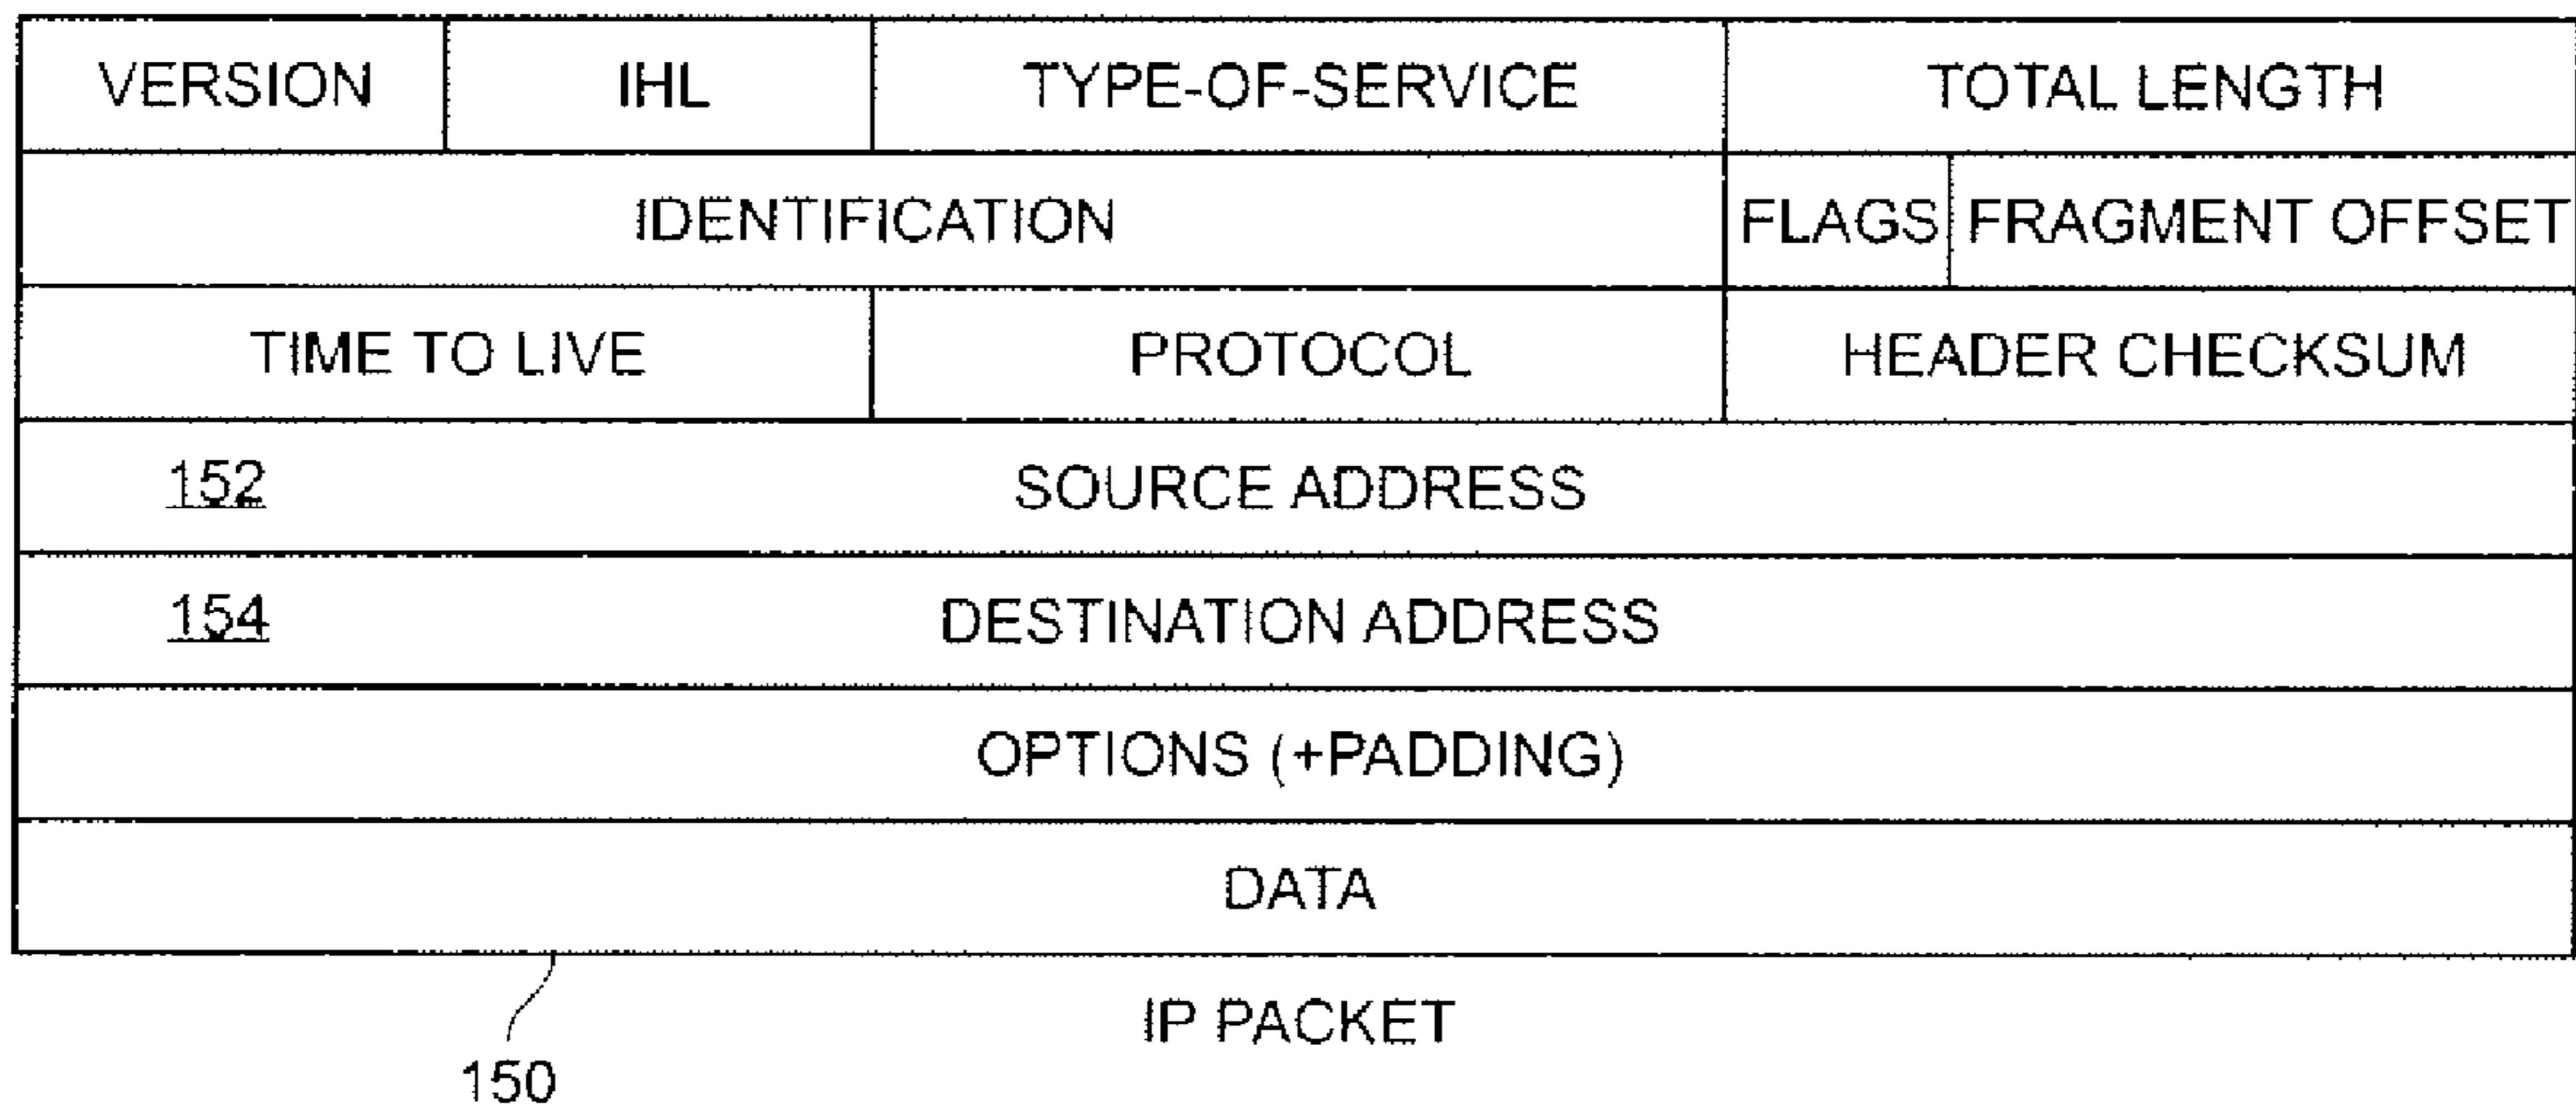 VERSION IHL TYPE-OF-SERVICE TOTAL LENGTH
IDENTIFICATION FLAGS FRAGMENT OFFSET
TIME TO LIVE PROTOCOL HEADER CHECKSUM
152 SOURCE ADDRESS
154 DESTINATION ADDRESS
OPTIONS (+PADDING)
DATA
IP PACKET
150